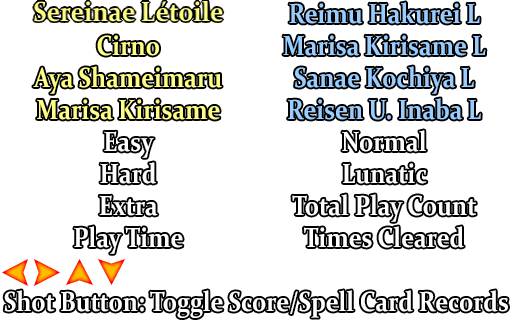 Sereinae Létoile Reimu Hakurei L
Cirno Marisa Kirisame L
Aya Shameimaru Sanae Kochiya L
Marisa Kirisame Reisen U. Inaba L
Easy Normal
Hard Lunatic
Extra Total Play Count
Play Time Times Cleared
Shot Button: Toggle Score/Spell Card Records